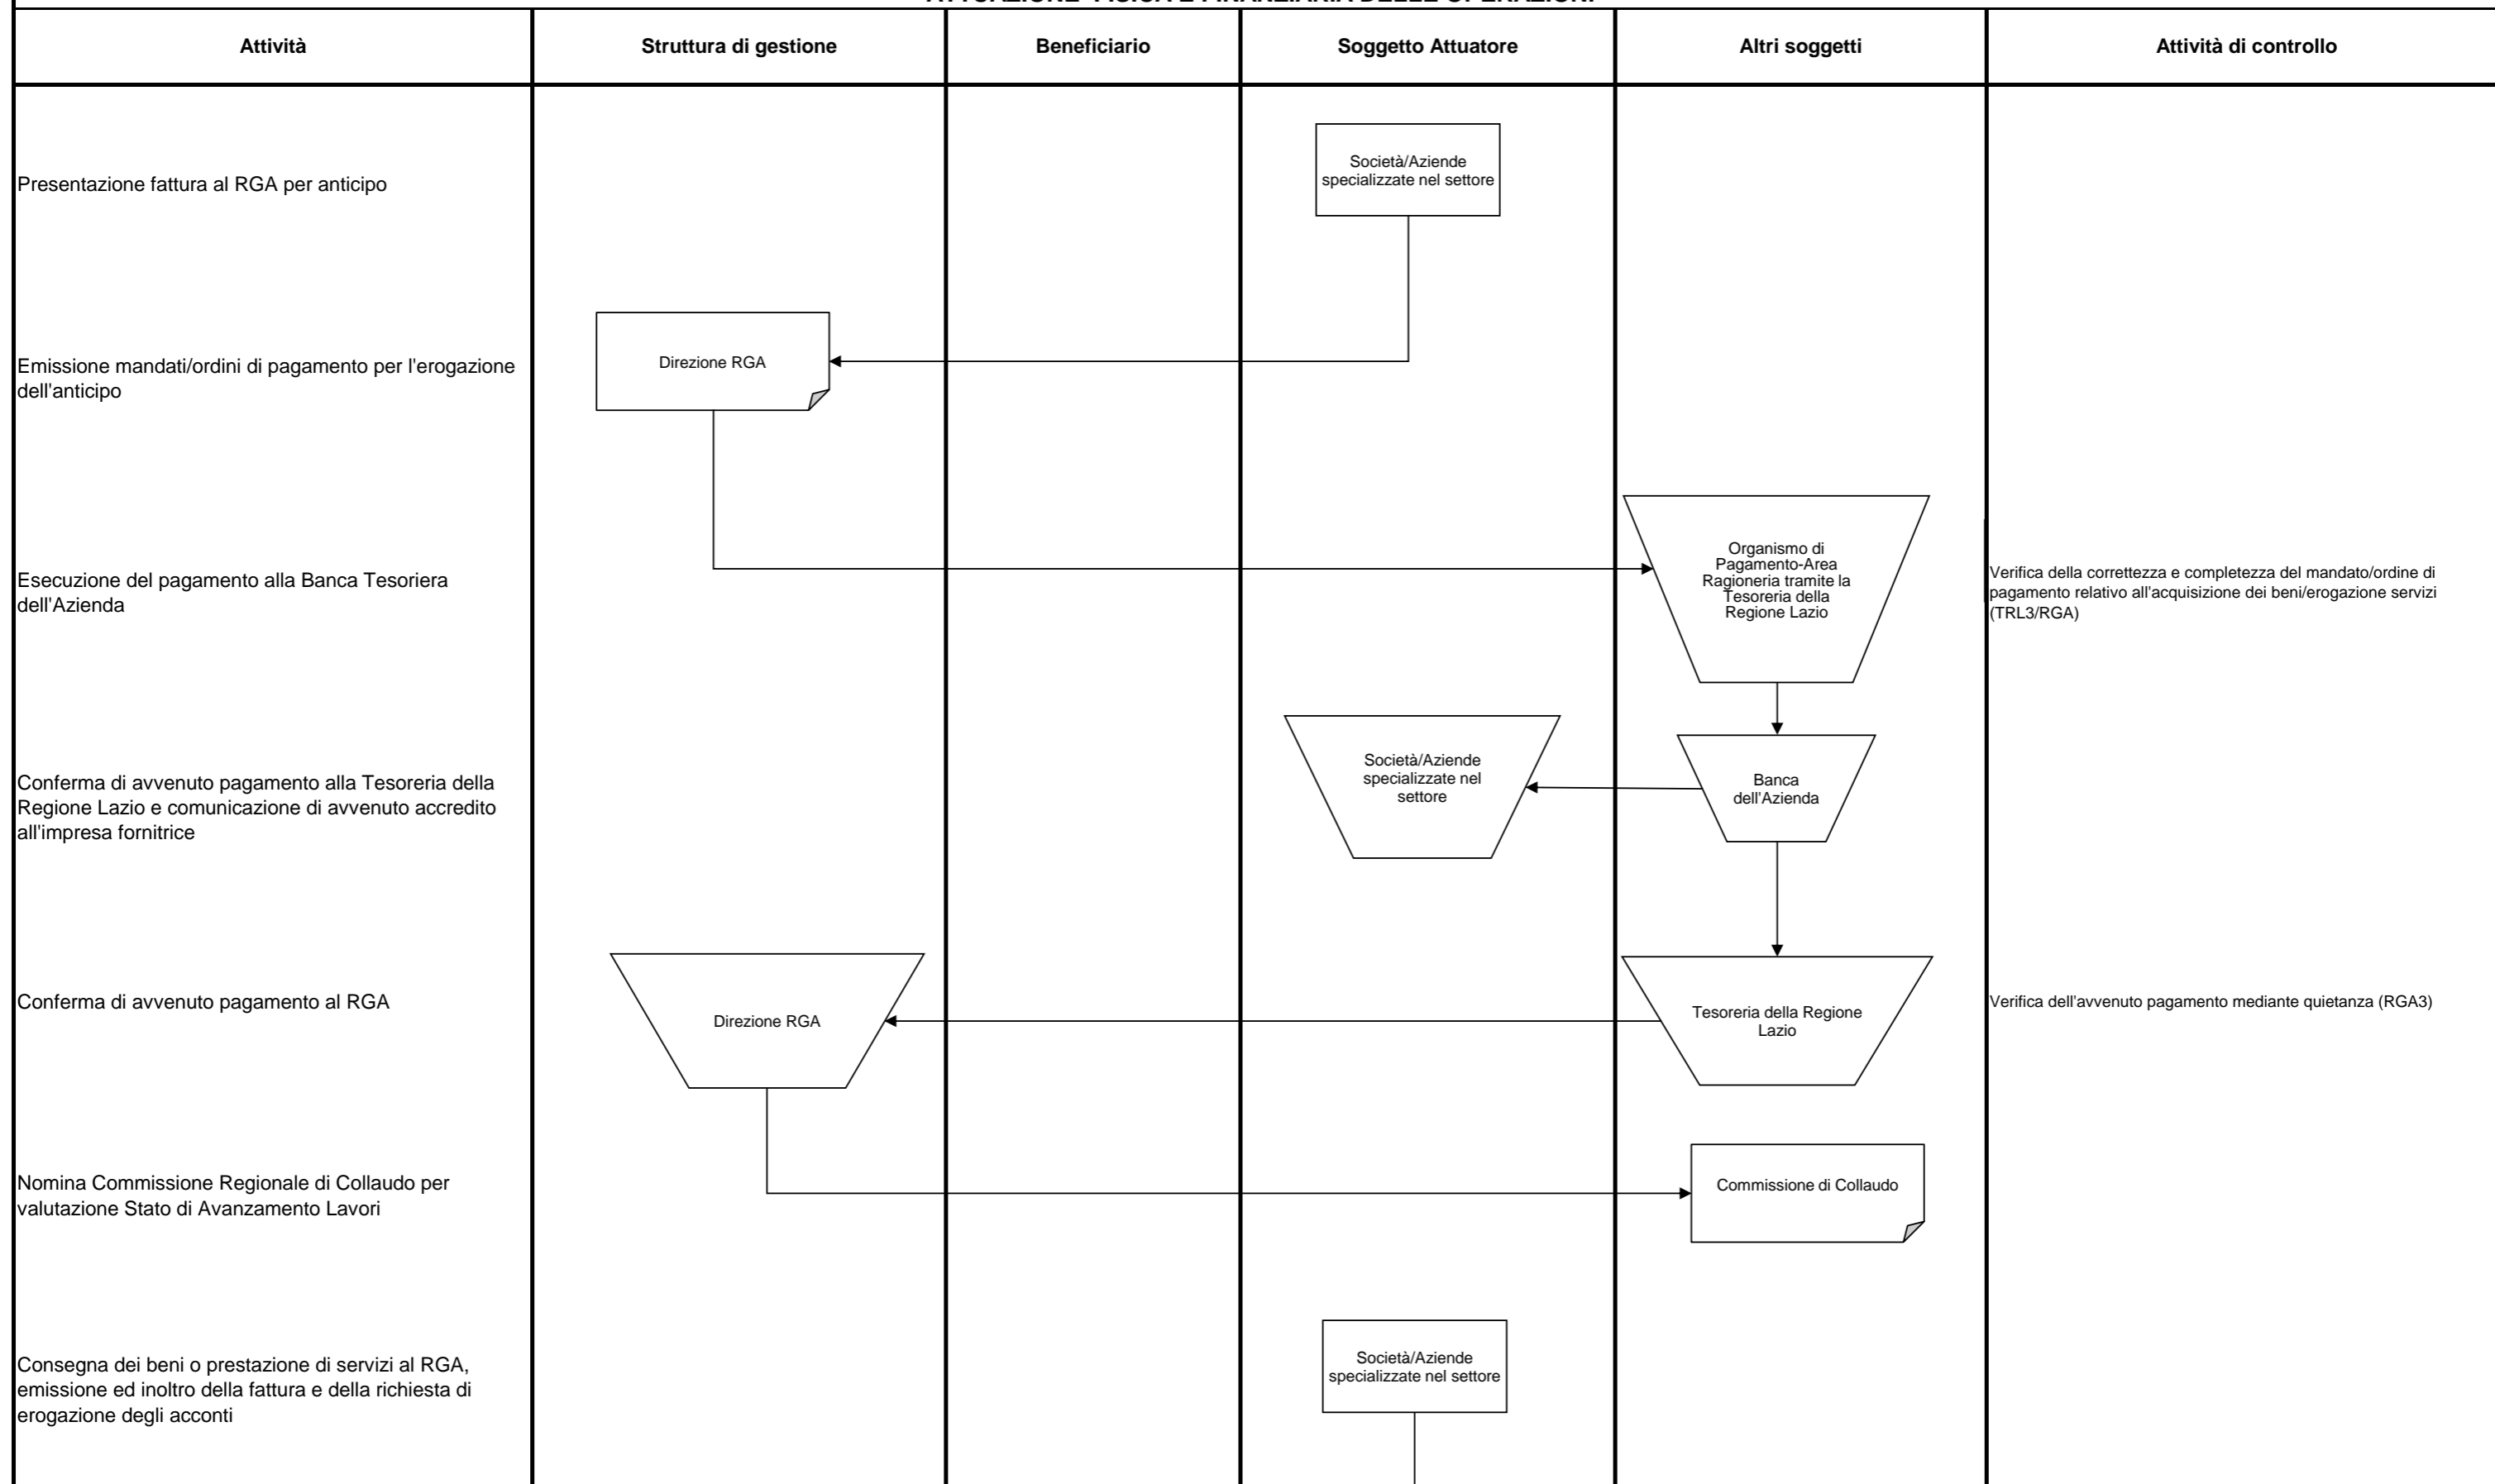 ATTUAZIONE FISICA E FINANZIARIA DELLE OPERAZIONI
Attività
Struttura di gestione
Beneficiario
Soggetto Attuatore
Altri soggetti
Attività di controllo
Presentazione fattura al RGA per anticipo
Società/Aziende
specializzate nel settore
Emissione mandati/ordini di pagamento per l'erogazione
dell'anticipo
Direzione RGA
Esecuzione del pagamento alla Banca Tesoriera
dell'Azienda
Organismo di
Pagamento-Area
Ragioneria tramite la
Tesoreria della
Regione Lazio
Verifica della correttezza e completezza del mandato/ordine di
pagamento relativo all'acquisizione dei beni/erogazione servizi
(TRL3/RGA)
Conferma di avvenuto pagamento alla Tesoreria della
Regione Lazio e comunicazione di avvenuto accredito
all'impresa fornitrice
Società/Aziende
specializzate nel
settore
Banca
dell'Azienda
Conferma di avvenuto pagamento al RGA
Direzione RGA
Tesoreria della Regione
Lazio
Verifica dell'avvenuto pagamento mediante quietanza (RGA3)
Nomina Commissione Regionale di Collaudo per
valutazione Stato di Avanzamento Lavori
Commissione di Collaudo
Consegna dei beni o prestazione di servizi al RGA,
emissione ed inoltro della fattura e della richiesta di
erogazione degli acconti
Società/Aziende
specializzate nel settore